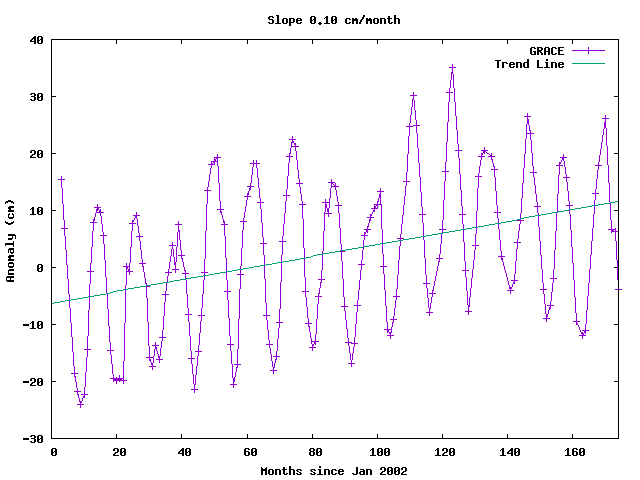 Slope 0.10 cm/month
GRACE
Trend Line
40
30
20
10
0
-10
-20
-30
Anomaly (cm)
0 20 40 60 80 100 120 140 160
Months since Jan 2002